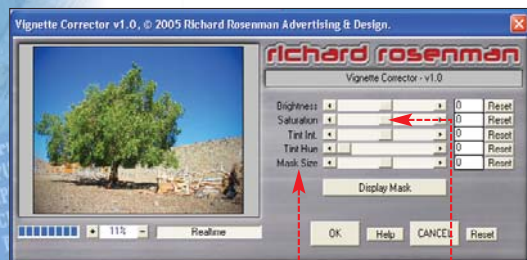 Vignette Corrector v1.0, © 2005 Richard Rosenman Advertising & Design.
richard rosenman
Vignette Corrector - v1.0
Brightness 0 Reset
Saturation 0 Reset
Tint Int. 0 Reset
Tint Hue 0 Reset
Mask Size 0 Reset
Display Mask
+ 11% - Realtime
OK Help CANCEL Reset